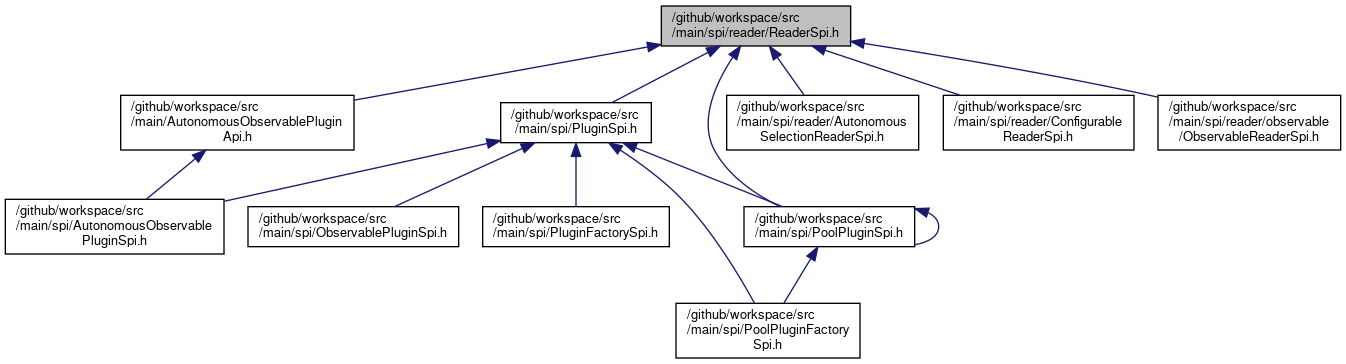 /github/workspace/src
/main/spi/reader/ReaderSpi.h
/github/workspace/src
/main/AutonomousObservablePlugin
Api.h
/github/workspace/src
/main/spi/PluginSpi.h
/github/workspace/src
/main/spi/reader/Autonomous
SelectionReaderSpi.h
/github/workspace/src
/main/spi/reader/Configurable
ReaderSpi.h
/github/workspace/src
/main/spi/reader/observable
/ObservableReaderSpi.h
/github/workspace/src
/main/spi/AutonomousObservable
PluginSpi.h
/github/workspace/src
/main/spi/ObservablePluginSpi.h
/github/workspace/src
/main/spi/PluginFactorySpi.h
/github/workspace/src
/main/spi/PoolPluginSpi.h
/github/workspace/src
/main/spi/PoolPluginFactory
Spi.h